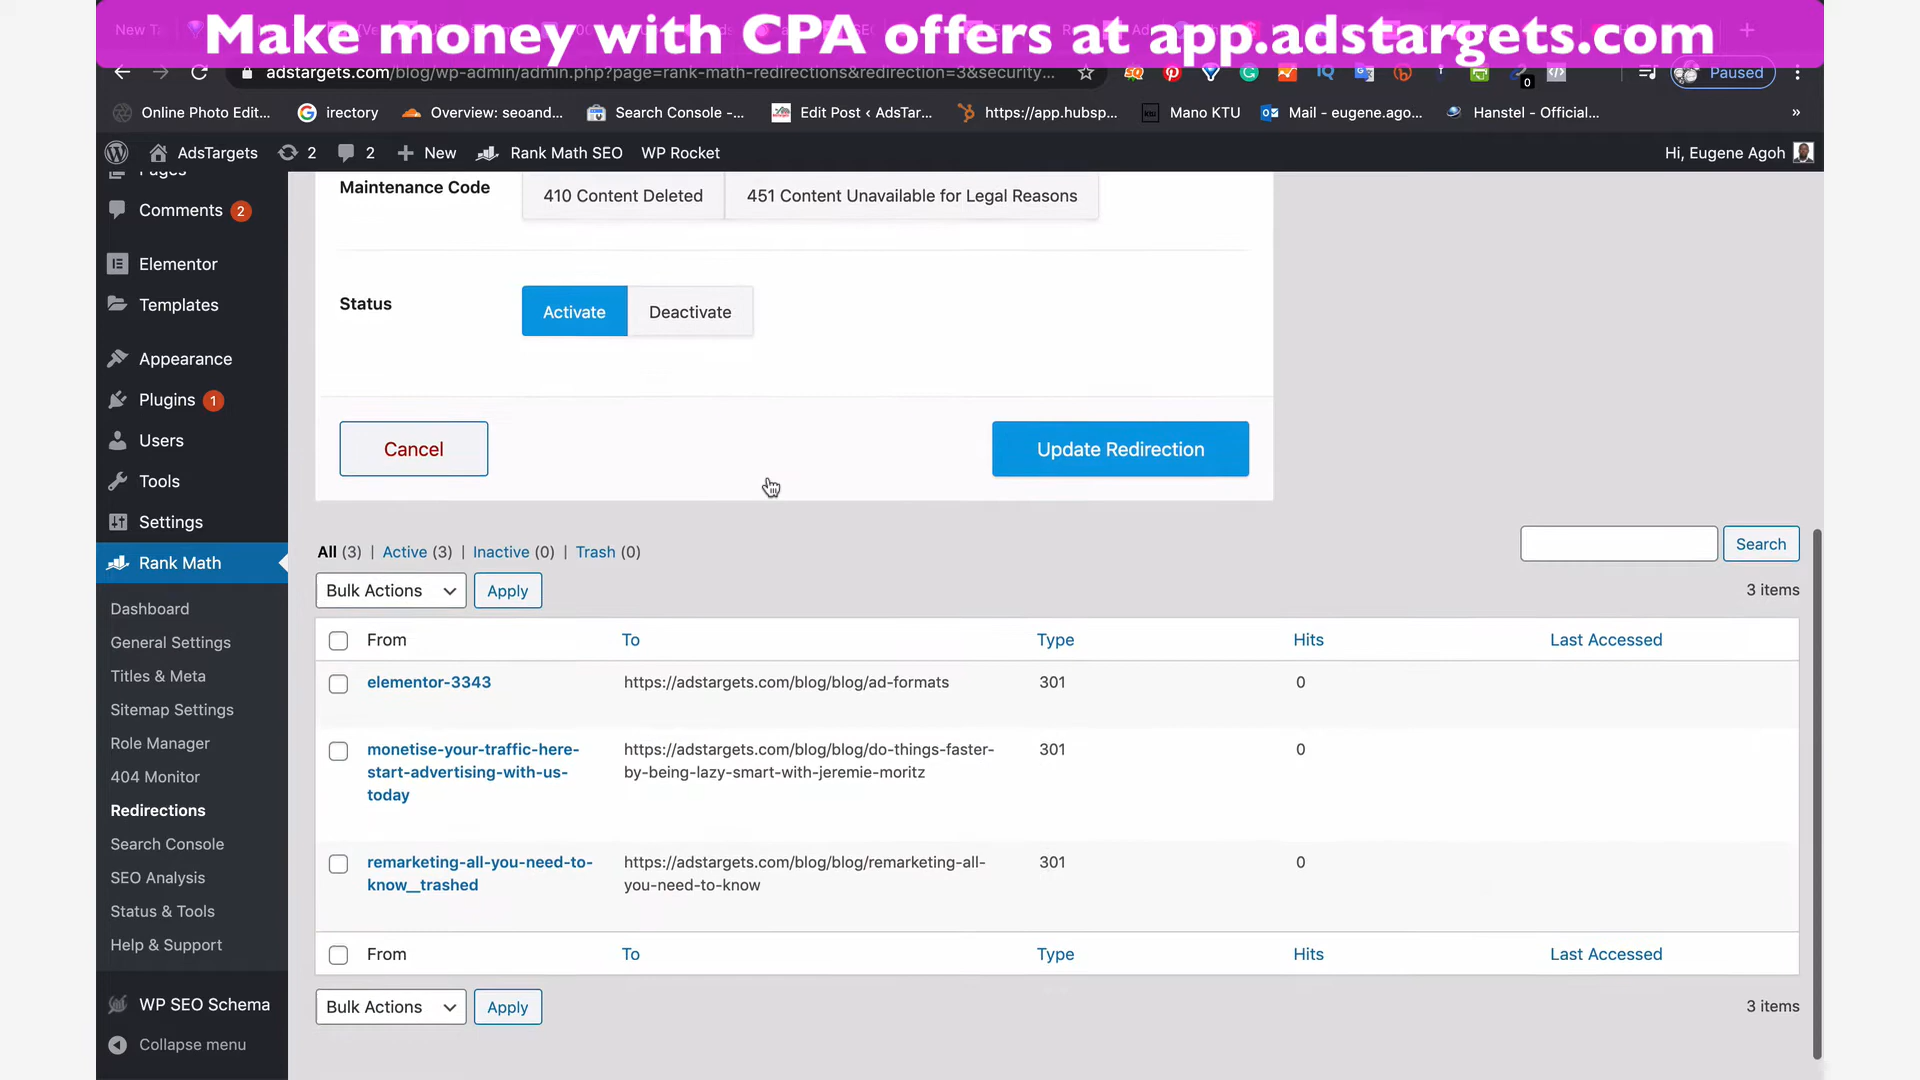 Make money with CPA offers at app.adstargets.com
adstargets.com/blog/wp-admin/admin.php?page=rank-math-redirections&redirection=3&security...
0
Paused
Online Photo Edit...
irectory
Overview: seoand...
Search Console -...
Edit Post ‹ AdsTar...
https://app.hubsp...
Mano KTU
Mail - eugene.ago...
Hanstel - Official...
»
AdsTargets
2
2
New
Rank Math SEO
WP Rocket
Hi, Eugene Agoh
Pages
Comments 2
Elementor
Templates
Appearance
Plugins 1
Users
Tools
Settings
Rank Math
Dashboard
General Settings
Titles & Meta
Sitemap Settings
Role Manager
404 Monitor
Redirections
Search Console
SEO Analysis
Status & Tools
Help & Support
WP SEO Schema
Collapse menu
Maintenance Code
410 Content Deleted
451 Content Unavailable for Legal Reasons
Status
Activate
Deactivate
Cancel
Update Redirection
All (3) | Active (3) | Inactive (0) | Trash (0)
Search
Bulk Actions
Apply
3 items
From To Type Hits Last Accessed
elementor-3343
https://adstargets.com/blog/blog/ad-formats
301
0
monetise-your-traffic-here-
start-advertising-with-us-
today
https://adstargets.com/blog/blog/do-things-faster-
by-being-lazy-smart-with-jeremie-moritz
301
0
remarketing-all-you-need-to-
know__trashed
https://adstargets.com/blog/blog/remarketing-all-
you-need-to-know
301
0
From To Type Hits Last Accessed
Bulk Actions
Apply
3 items